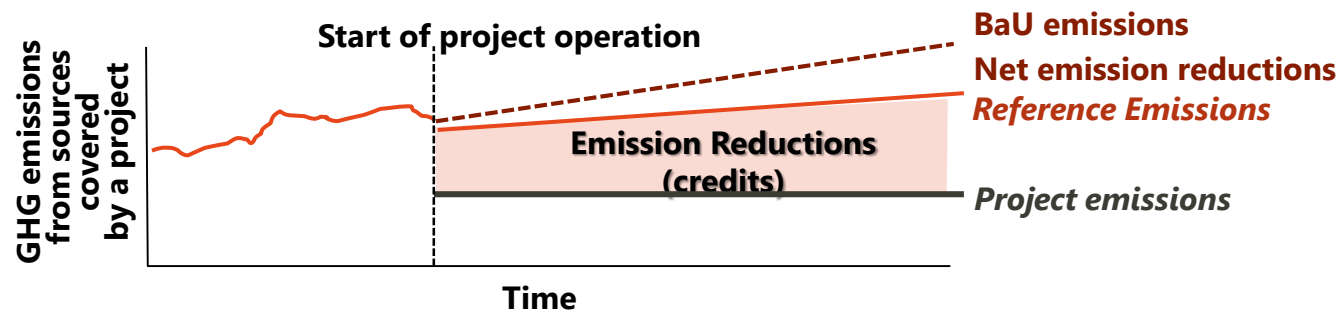 GHG emissions
from sources
covered
by a project
Start of project operation
BaU emissions
Net emission reductions
Reference Emissions
Emission Reductions
(credits)
Project emissions
Time